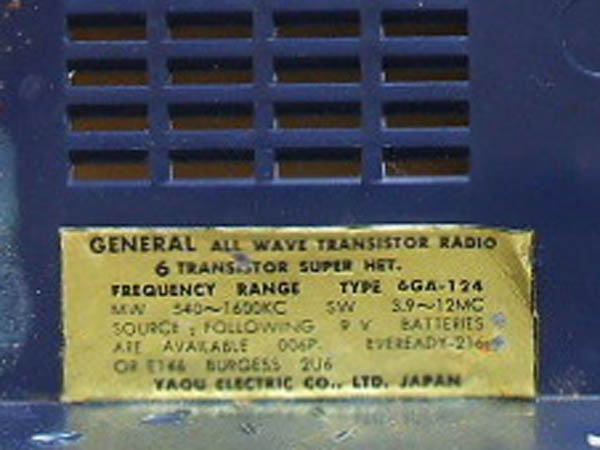 GENERAL ALL WAVE TRANSISTOR RADIO
6 TRANSISTOR SUPER HET.
FREQUENCY RANGE TYPE 6GA-124
MW 540~1600KC SW 3.9~12MC
SOURCE; FOLLOWING 9 V BATTERIES
ARE AVAILABLE 006P. EVEREADY-216
OR E146 BURGESS 2U6
YAOU ELECTRIC CO., LTD. JAPAN